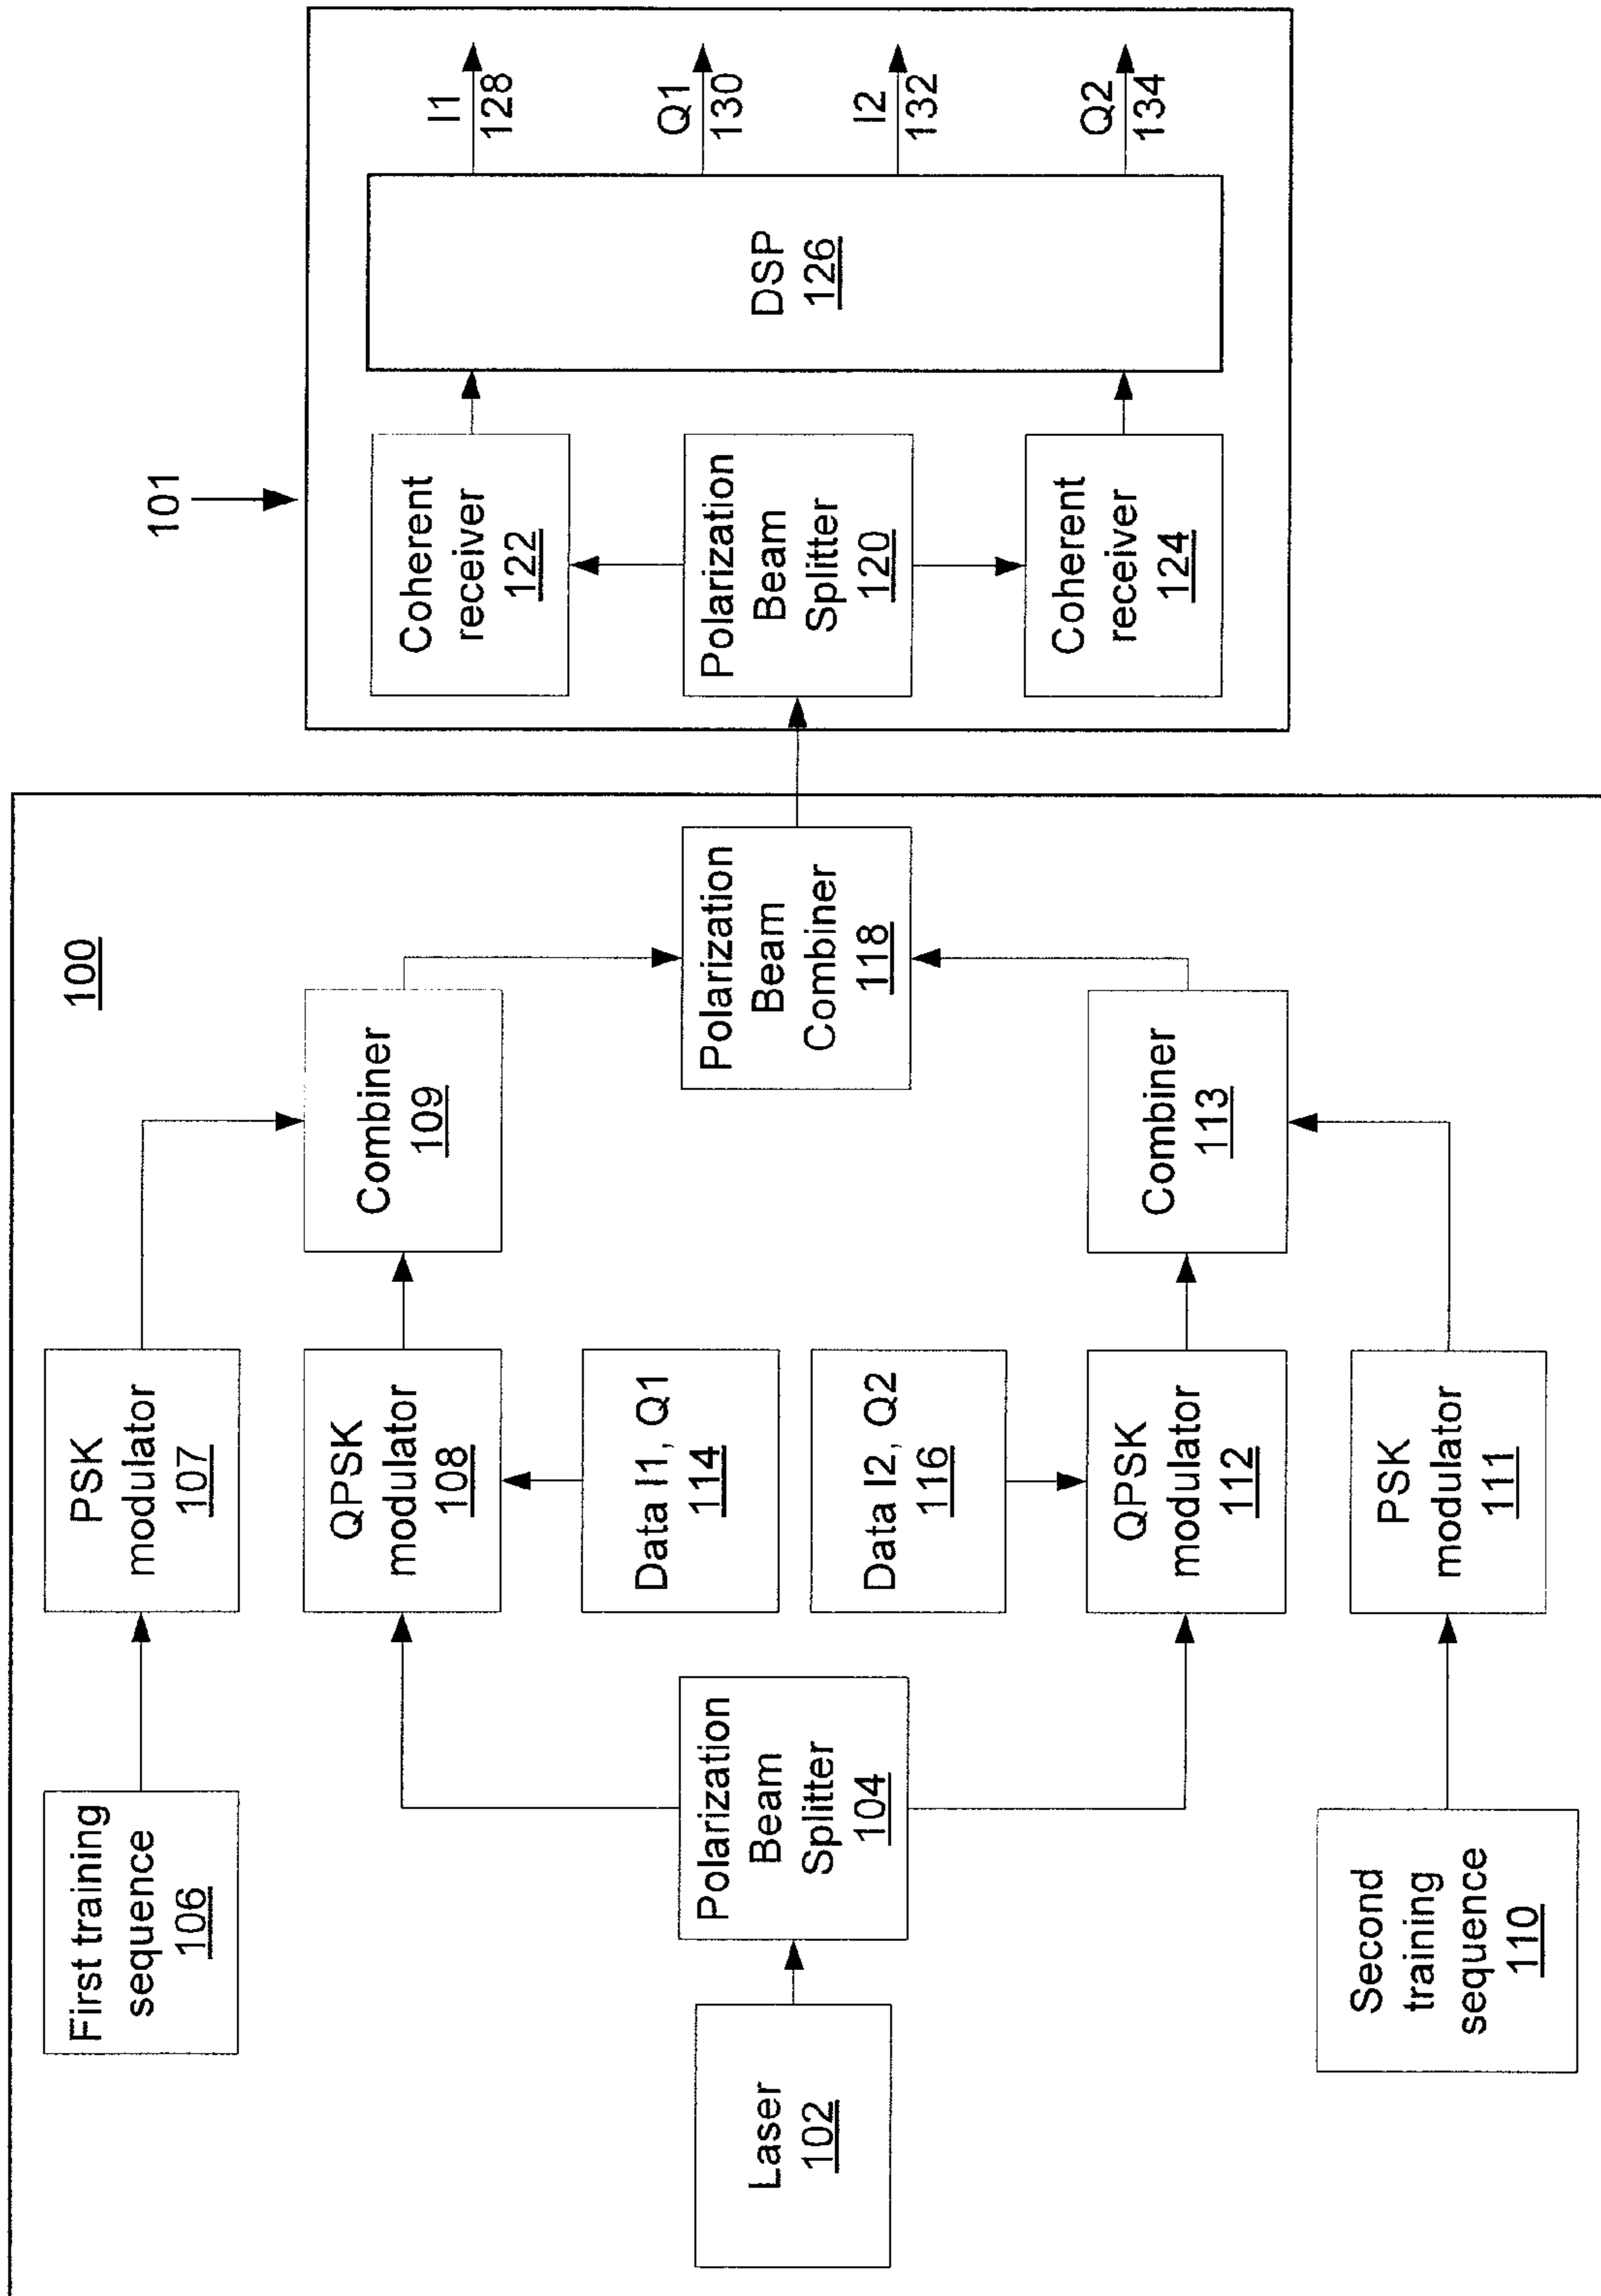 100
First training
sequence
106
PSK
modulator
107
Laser
102
Polarization
Beam
Splitter
104
QPSK
modulator
108
Combiner
109
Data I1, Q1
114
Data I2, Q2
116
Polarization
Beam
Combiner
118
QPSK
modulator
112
Combiner
113
Second
training
sequence
110
PSK
modulator
111
101
Coherent
receiver
122
Polarization
Beam
Splitter
120
Coherent
receiver
124
DSP
126
I1
128
Q1
130
I2
132
Q2
134